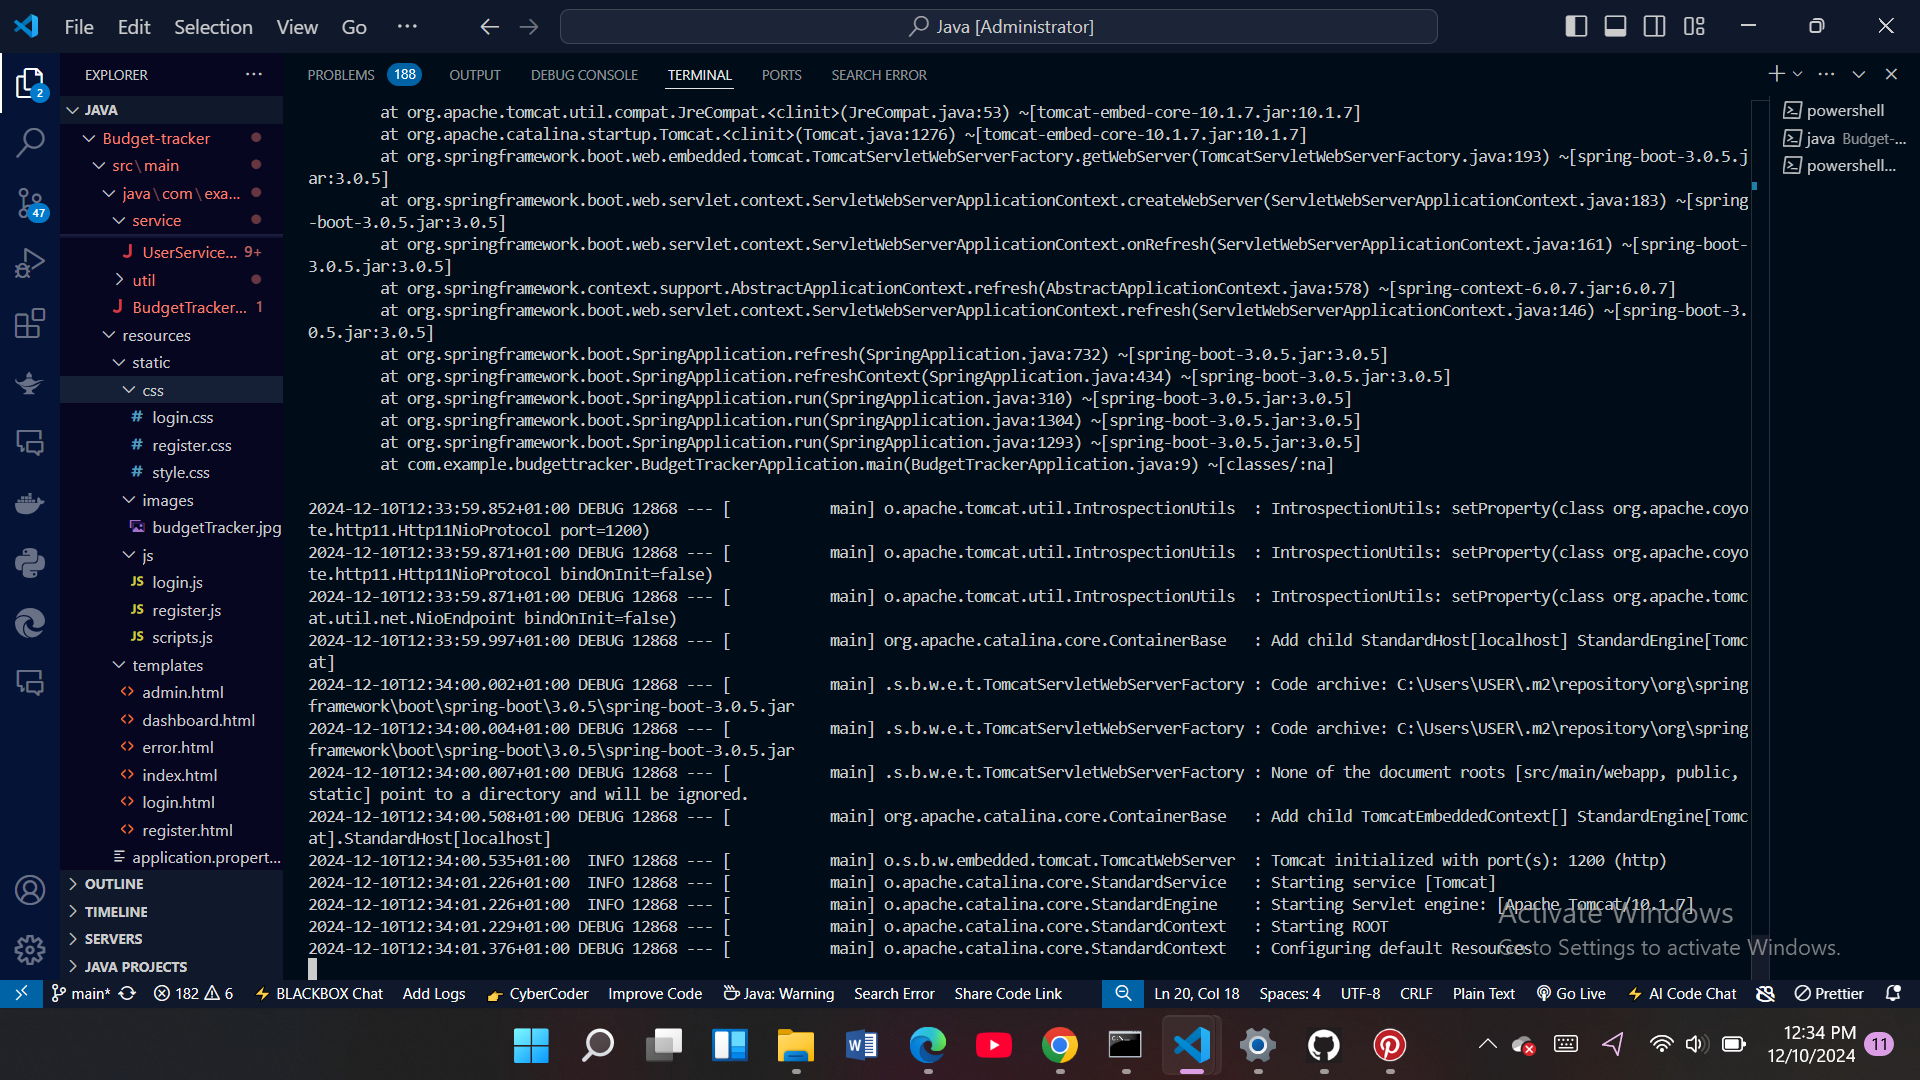 File Edit Selection View Go ··· Java [Administrator]
EXPLORER ···
JAVA
Budget-tracker
src\main
java\com\exa...
service
UserService... 9+
util
BudgetTracker... 1
resources
static
css
# login.css
# register.css
# style.css
images
budgetTracker.jpg
js
JS login.js
JS register.js
JS scripts.js
templates
<> admin.html
<> dashboard.html
<> error.html
<> index.html
<> login.html
<> register.html
application.propert...
OUTLINE
TIMELINE
SERVERS
JAVA PROJECTS
2
47
PROBLEMS 188 OUTPUT DEBUG CONSOLE TERMINAL PORTS SEARCH ERROR
at org.apache.tomcat.util.compat.JreCompat.<clinit>(JreCompat.java:53) ~[tomcat-embed-core-10.1.7.jar:10.1.7]
at org.apache.catalina.startup.Tomcat.<clinit>(Tomcat.java:1276) ~[tomcat-embed-core-10.1.7.jar:10.1.7]
at org.springframework.boot.web.embedded.tomcat.TomcatServletWebServerFactory.getWebServer(TomcatServletWebServerFactory.java:193) ~[spring-boot-3.0.5.j
ar:3.0.5]
at org.springframework.boot.web.servlet.context.ServletWebServerApplicationContext.createWebServer(ServletWebServerApplicationContext.java:183) ~[spring
-boot-3.0.5.jar:3.0.5]
at org.springframework.boot.web.servlet.context.ServletWebServerApplicationContext.onRefresh(ServletWebServerApplicationContext.java:161) ~[spring-boot-
3.0.5.jar:3.0.5]
at org.springframework.context.support.AbstractApplicationContext.refresh(AbstractApplicationContext.java:578) ~[spring-context-6.0.7.jar:6.0.7]
at org.springframework.boot.web.servlet.context.ServletWebServerApplicationContext.refresh(ServletWebServerApplicationContext.java:146) ~[spring-boot-3.
0.5.jar:3.0.5]
at org.springframework.boot.SpringApplication.refresh(SpringApplication.java:732) ~[spring-boot-3.0.5.jar:3.0.5]
at org.springframework.boot.SpringApplication.refreshContext(SpringApplication.java:434) ~[spring-boot-3.0.5.jar:3.0.5]
at org.springframework.boot.SpringApplication.run(SpringApplication.java:310) ~[spring-boot-3.0.5.jar:3.0.5]
at org.springframework.boot.SpringApplication.run(SpringApplication.java:1304) ~[spring-boot-3.0.5.jar:3.0.5]
at org.springframework.boot.SpringApplication.run(SpringApplication.java:1293) ~[spring-boot-3.0.5.jar:3.0.5]
at com.example.budgettracker.BudgetTrackerApplication.main(BudgetTrackerApplication.java:9) ~[classes/:na]
2024-12-10T12:33:59.852+01:00 DEBUG 12868 --- [           main] o.apache.tomcat.util.IntrospectionUtils  : IntrospectionUtils: setProperty(class org.apache.coyo
te.http11.Http11NioProtocol port=1200)
2024-12-10T12:33:59.871+01:00 DEBUG 12868 --- [           main] o.apache.tomcat.util.IntrospectionUtils  : IntrospectionUtils: setProperty(class org.apache.coyo
te.http11.Http11NioProtocol bindOnInit=false)
2024-12-10T12:33:59.871+01:00 DEBUG 12868 --- [           main] o.apache.tomcat.util.IntrospectionUtils  : IntrospectionUtils: setProperty(class org.apache.tomc
at.util.net.NioEndpoint bindOnInit=false)
2024-12-10T12:33:59.997+01:00 DEBUG 12868 --- [           main] org.apache.catalina.core.ContainerBase   : Add child StandardHost[localhost] StandardEngine[Tomc
at]
2024-12-10T12:34:00.002+01:00 DEBUG 12868 --- [           main] .s.b.w.e.t.TomcatServletWebServerFactory : Code archive: C:\Users\USER\.m2\repository\org\spring
framework\boot\spring-boot\3.0.5\spring-boot-3.0.5.jar
2024-12-10T12:34:00.004+01:00 DEBUG 12868 --- [           main] .s.b.w.e.t.TomcatServletWebServerFactory : Code archive: C:\Users\USER\.m2\repository\org\spring
framework\boot\spring-boot\3.0.5\spring-boot-3.0.5.jar
2024-12-10T12:34:00.007+01:00 DEBUG 12868 --- [           main] .s.b.w.e.t.TomcatServletWebServerFactory : None of the document roots [src/main/webapp, public,
static] point to a directory and will be ignored.
2024-12-10T12:34:00.508+01:00 DEBUG 12868 --- [           main] org.apache.catalina.core.ContainerBase   : Add child TomcatEmbeddedContext[] StandardEngine[Tomc
at].StandardHost[localhost]
2024-12-10T12:34:00.535+01:00  INFO 12868 --- [           main] o.s.b.w.embedded.tomcat.TomcatWebServer  : Tomcat initialized with port(s): 1200 (http)
2024-12-10T12:34:01.226+01:00  INFO 12868 --- [           main] o.apache.catalina.core.StandardService   : Starting service [Tomcat]
2024-12-10T12:34:01.226+01:00  INFO 12868 --- [           main] o.apache.catalina.core.StandardEngine    : Starting Servlet engine: [Apache Tomcat/10.1.7]
2024-12-10T12:34:01.229+01:00 DEBUG 12868 --- [           main] o.apache.catalina.core.StandardContext   : Starting ROOT
2024-12-10T12:34:01.376+01:00 DEBUG 12868 --- [           main] o.apache.catalina.core.StandardContext   : Configuring default Resources
powershell
java Budget-...
powershell...
Activate Windows
Go to Settings to activate Windows.
main* 182 6 BLACKBOX Chat Add Logs CyberCoder Improve Code Java: Warning Search Error Share Code Link Ln 20, Col 18 Spaces: 4 UTF-8 CRLF Plain Text Go Live AI Code Chat Prettier
12:34 PM
12/10/2024 11